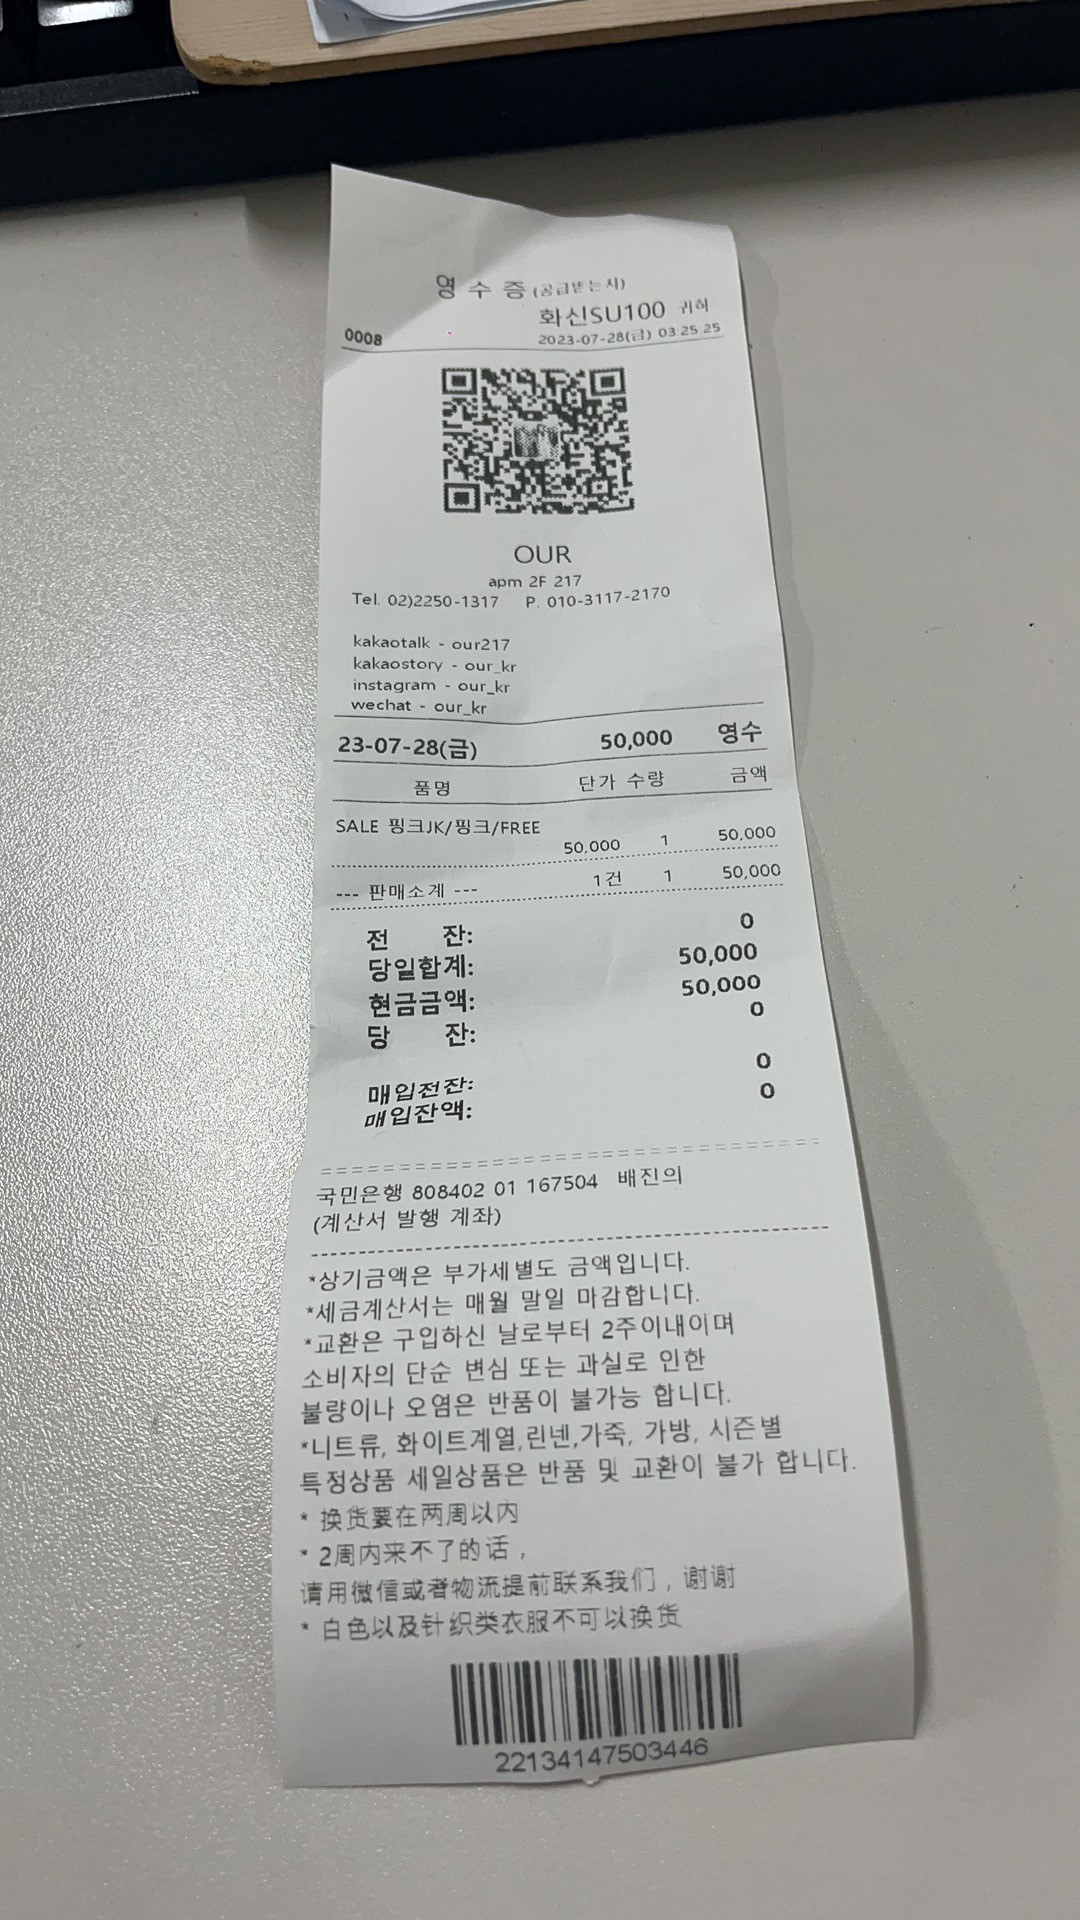 영 수 증 (공급받는자)
화신SU100 귀하
0008 2023-07-28(금) 03:25:25
OUR
apm 2F 217
Tel. 02)2250-1317 P. 010-3117-2170
kakaotalk - our217
kakaostory - our_kr
instagram - our_kr
wechat - our_kr
23-07-28(금) 50,000 영수
품명 단가 수량 금액
SALE 핑크JK/핑크/FREE
50,000 1 50,000
--- 판매소계 --- 1건 1 50,000
전 잔: 0
당일합계: 50,000
현금금액: 50,000
당 잔: 0
매입전잔: 0
매입잔액: 0
국민은행 808402 01 167504 배진의
(계산서 발행 계좌)
*상기금액은 부가세별도 금액입니다.
*세금계산서는 매월 말일 마감합니다.
*교환은 구입하신 날로부터 2주이내이며
소비자의 단순 변심 또는 과실로 인한
불량이나 오염은 반품이 불가능 합니다.
*니트류, 화이트계열,린넨,가죽, 가방, 시즌별
특정상품 세일상품은 반품 및 교환이 불가 합니다.
* 换货要在两周以内
* 2周内来不了的话，
请用微信或者物流提前联系我们，谢谢
* 白色以及针织类衣服不可以换货
22134147503446